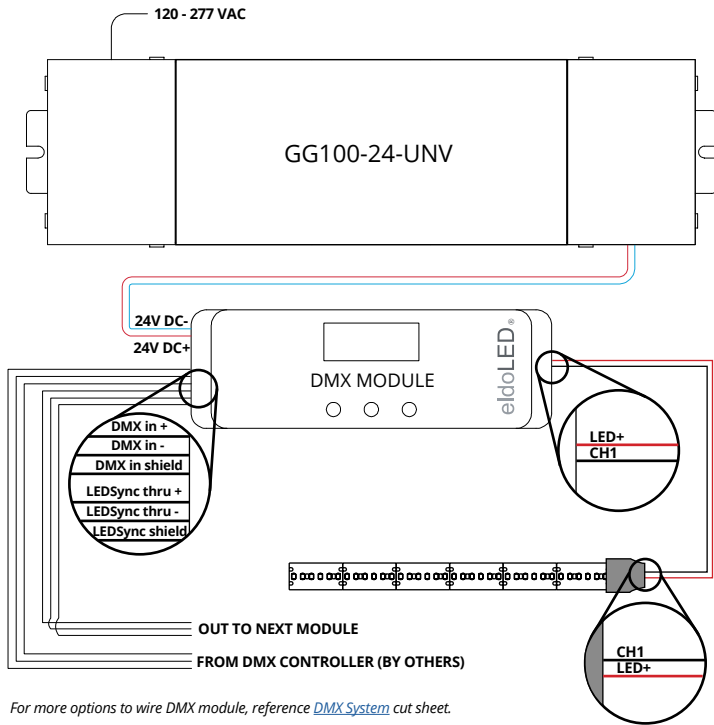 120 - 277 VAC
GG100-24-UNV
24V DC-
24V DC+
DMX MODULE
eldoLED®
DMX in +
DMX in -
DMX in shield
LEDSync thru +
LEDSync thru -
LEDSync shield
LED+
CH1
CH1
LED+
OUT TO NEXT MODULE
FROM DMX CONTROLLER (BY OTHERS)
For more options to wire DMX module, reference DMX System cut sheet.